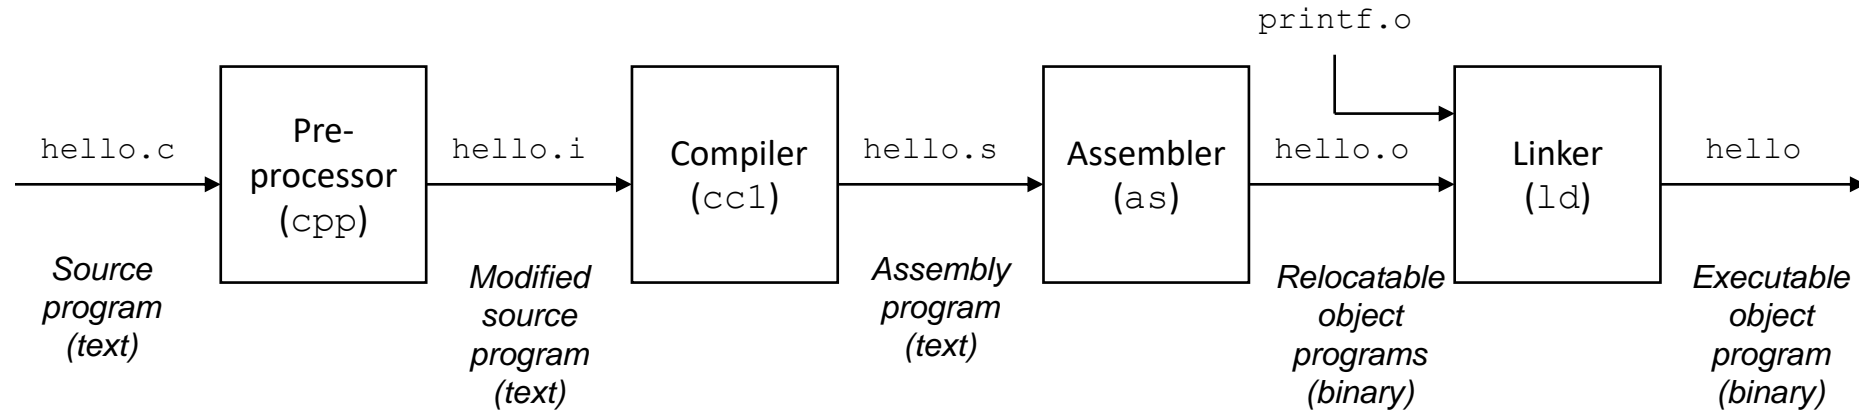 printf.o
hello.c
Pre-
processor
(cpp)
hello.i
Compiler
(cc1)
hello.s
Assembler
(as)
hello.o
Linker
(ld)
hello
Source
program
(text)
Modified
source
program
(text)
Assembly
program
(text)
Relocatable
object
programs
(binary)
Executable
object
program
(binary)